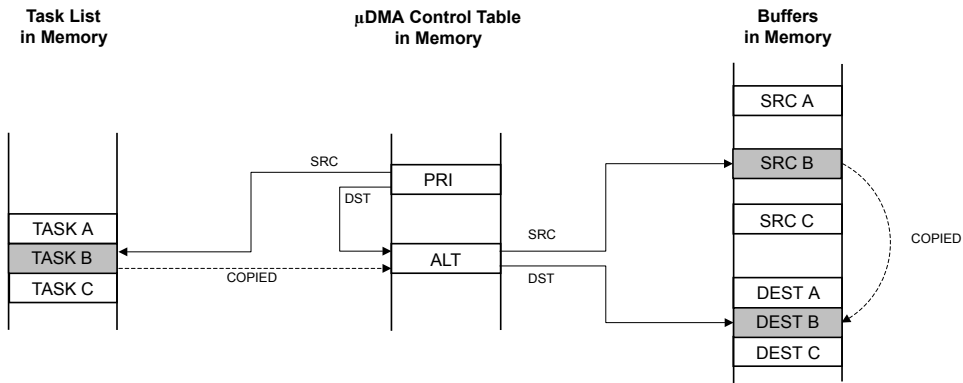 Task List
in Memory
µDMA Control Table
in Memory
Buffers
in Memory
SRC A
SRC
SRC B
PRI
DST
TASK A
SRC C
SRC
COPIED
TASK B
ALT
COPIED
DST
TASK C
DEST A
DEST B
DEST C